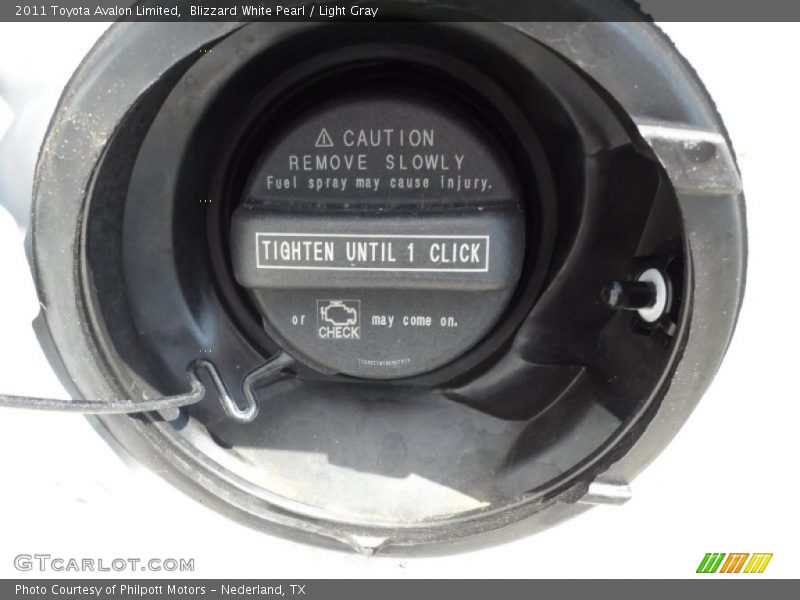 2011 Toyota Avalon Limited,  Blizzard White Pearl / Light Gray
⚠ CAUTION
REMOVE SLOWLY
Fuel spray may cause injury.
TIGHTEN UNTIL 1 CLICK
or CHECK may come on.
GTCARLOT.COM
Photo Courtesy of Philpott Motors - Nederland, TX